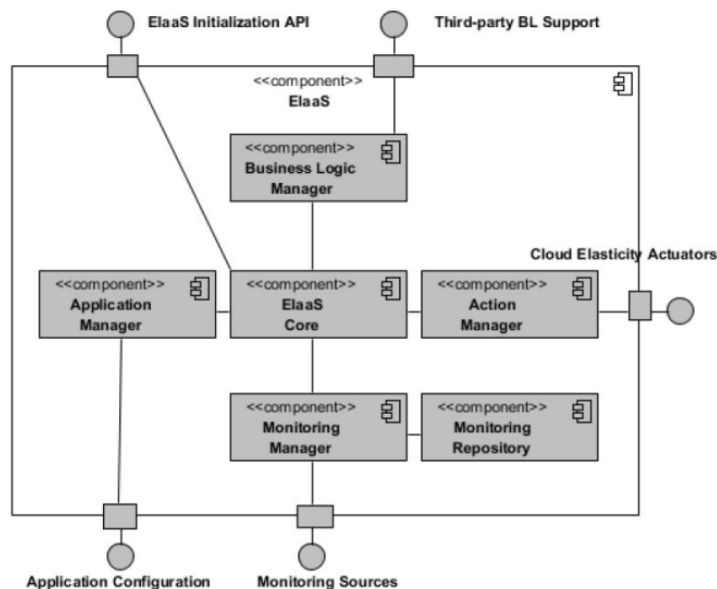 ElaaS Initialization API
Third-party BL Support
<<component>>
ElaaS
<<component>>
Business Logic
Manager
Cloud Elasticity Actuators
<<component>>
Application
Manager
<<component>>
ElaaS
Core
<<component>>
Action
Manager
<<component>>
Monitoring
Manager
<<component>>
Monitoring
Repository
Application Configuration
Monitoring Sources